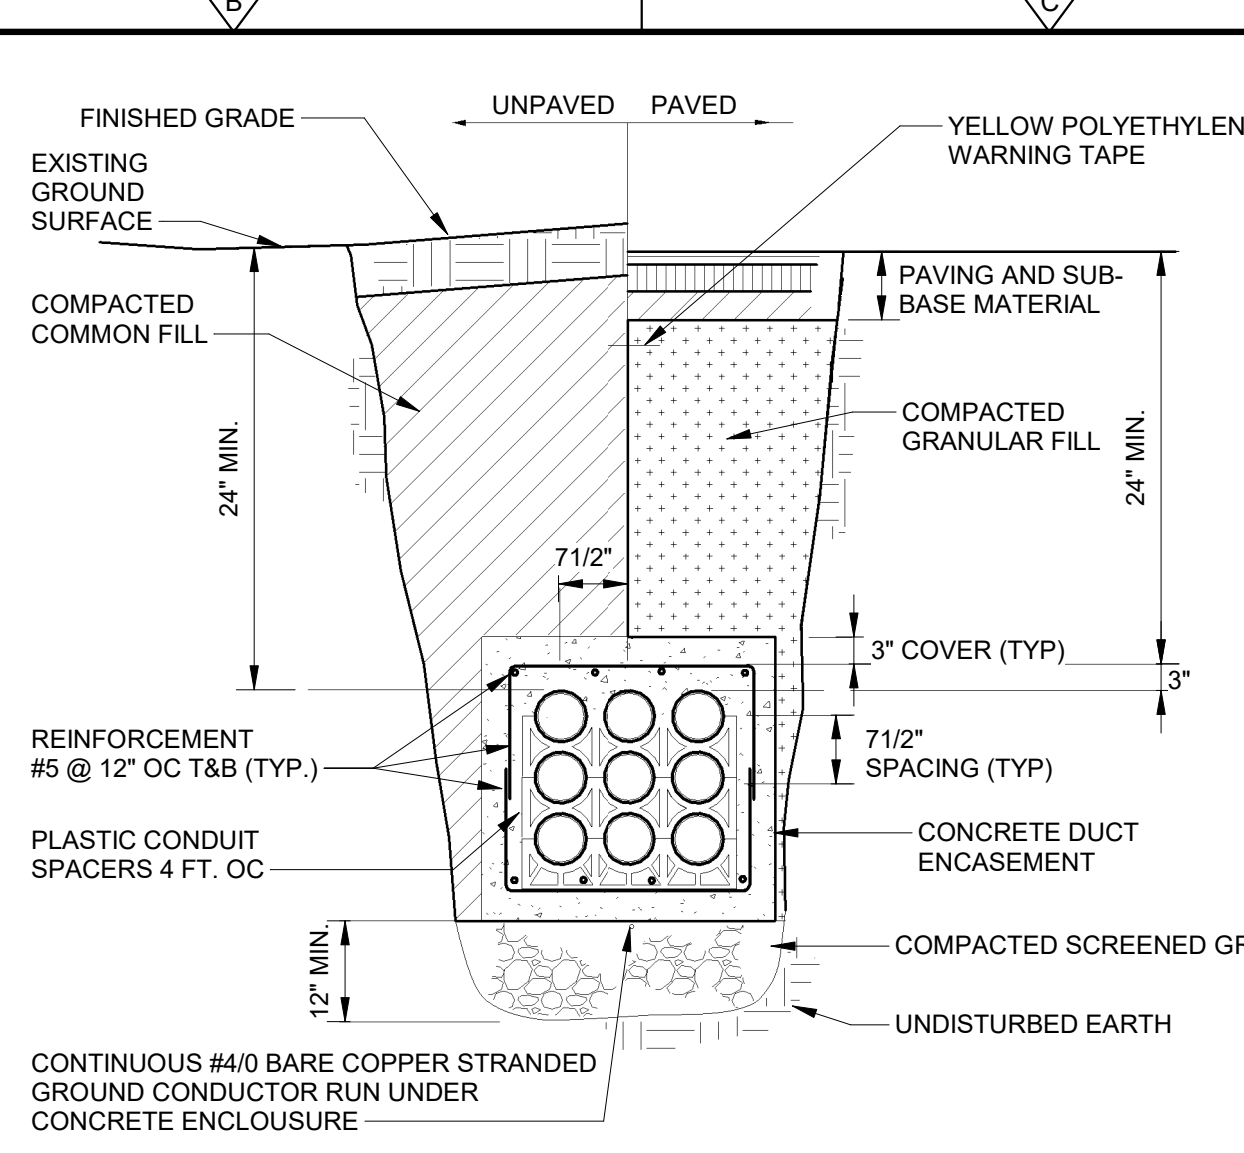 B
C
UNPAVED
PAVED
FINISHED GRADE
YELLOW POLYETHYLEN
WARNING TAPE
EXISTING
GROUND
SURFACE
PAVING AND SUB-
BASE MATERIAL
COMPACTED
COMMON FILL
COMPACTED
GRANULAR FILL
24" MIN.
24" MIN.
71/2"
3" COVER (TYP)
3"
REINFORCEMENT
#5 @ 12" OC T&B (TYP.)
71/2"
SPACING (TYP)
PLASTIC CONDUIT
SPACERS 4 FT. OC
CONCRETE DUCT
ENCASEMENT
12" MIN.
COMPACTED SCREENED GR
UNDISTURBED EARTH
CONTINUOUS #4/0 BARE COPPER STRANDED
GROUND CONDUCTOR RUN UNDER
CONCRETE ENCLOUSURE